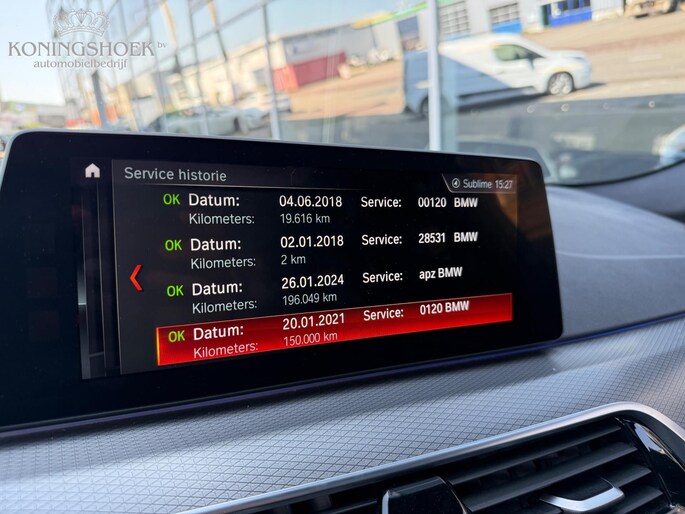 KONINGSHOEK bv
automobielbedrijf
Service historie
Sublime 15:27
OK Datum: 04.06.2018 Service: 00120 BMW
Kilometers: 19.616 km
OK Datum: 02.01.2018 Service: 28531 BMW
Kilometers: 2 km
OK Datum: 26.01.2024 Service: apz BMW
Kilometers: 196.049 km
OK Datum: 20.01.2021 Service: 0120 BMW
Kilometers: 150.000 km